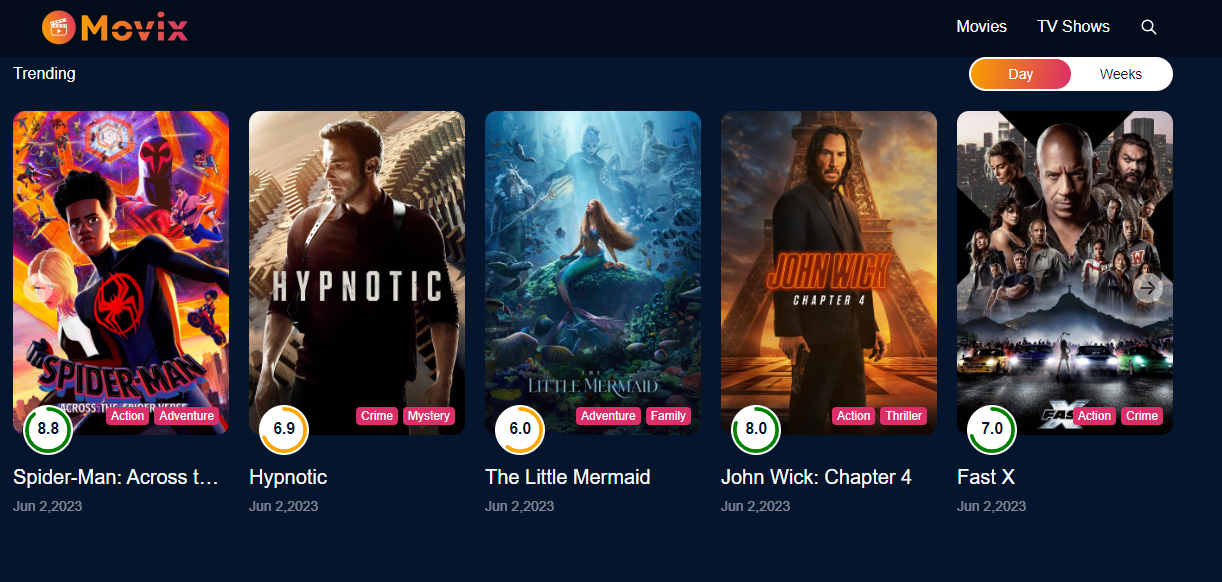 Movix
Movies
TV Shows
Trending
Day
Weeks
SPIDER-MAN
ACROSS THE SPIDER-VERSE
Action
Adventure
8.8
Spider-Man: Across t...
Jun 2,2023
HYPNOTIC
Crime
Mystery
6.9
Hypnotic
Jun 2,2023
THE
LITTLE MERMAID
Adventure
Family
6.0
The Little Mermaid
Jun 2,2023
JOHN WICK
CHAPTER 4
Action
Thriller
8.0
John Wick: Chapter 4
Jun 2,2023
FAST
X
Action
Crime
7.0
Fast X
Jun 2,2023